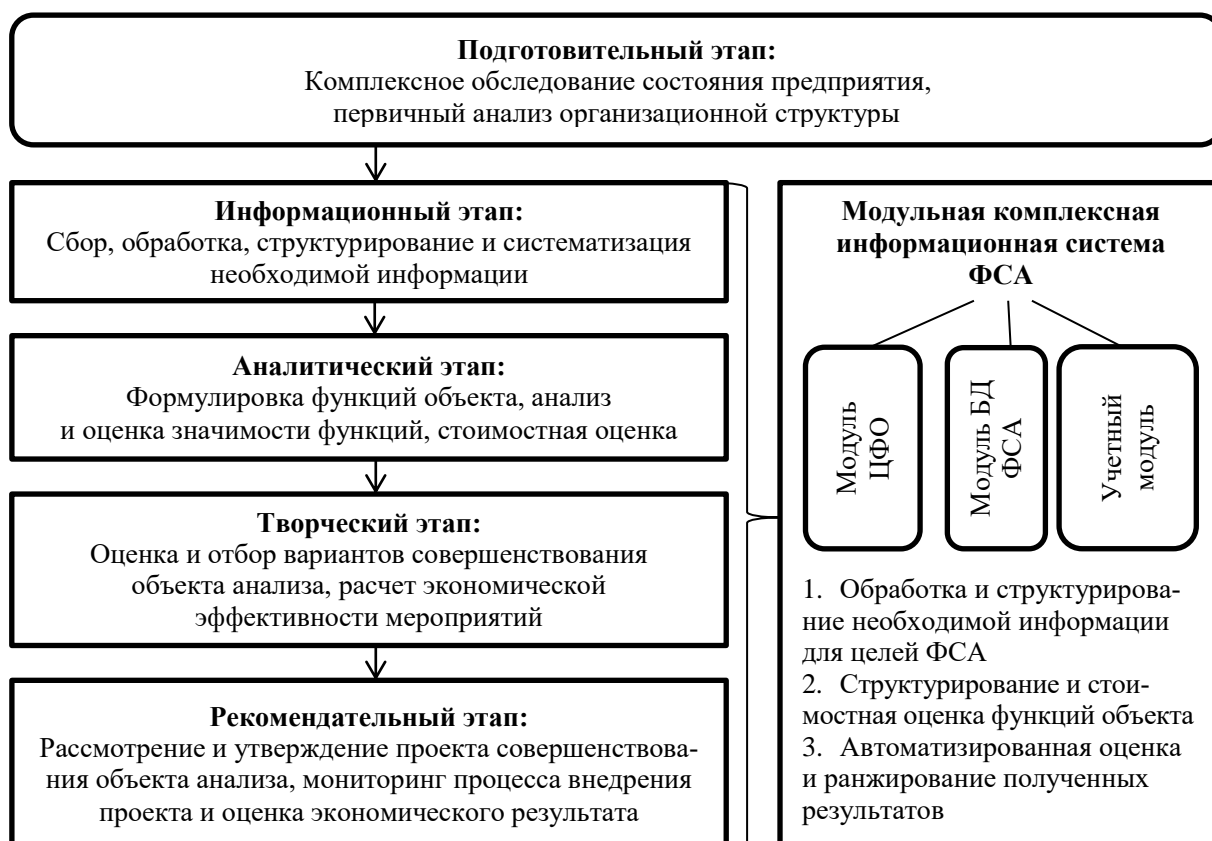 Подготовительный этап:
Комплексное обследование состояния предприятия,
первичный анализ организационной структуры
Информационный этап:
Сбор, обработка, структурирование и систематизация
необходимой информации
Аналитический этап:
Формулировка функций объекта, анализ
и оценка значимости функций, стоимостная оценка
Творческий этап:
Оценка и отбор вариантов совершенствования
объекта анализа, расчет экономической
эффективности мероприятий
Рекомендательный этап:
Рассмотрение и утверждение проекта совершенствова-
ния объекта анализа, мониторинг процесса внедрения
проекта и оценка экономического результата
Модульная комплексная
информационная система
ФСА
Модуль
ЦФО
Модуль БД
ФСА
Учетный
модуль
1. Обработка и структурирова-
ние необходимой информации
для целей ФСА
2. Структурирование и стои-
мостная оценка функций объекта
3. Автоматизированная оценка
и ранжирование полученных
результатов